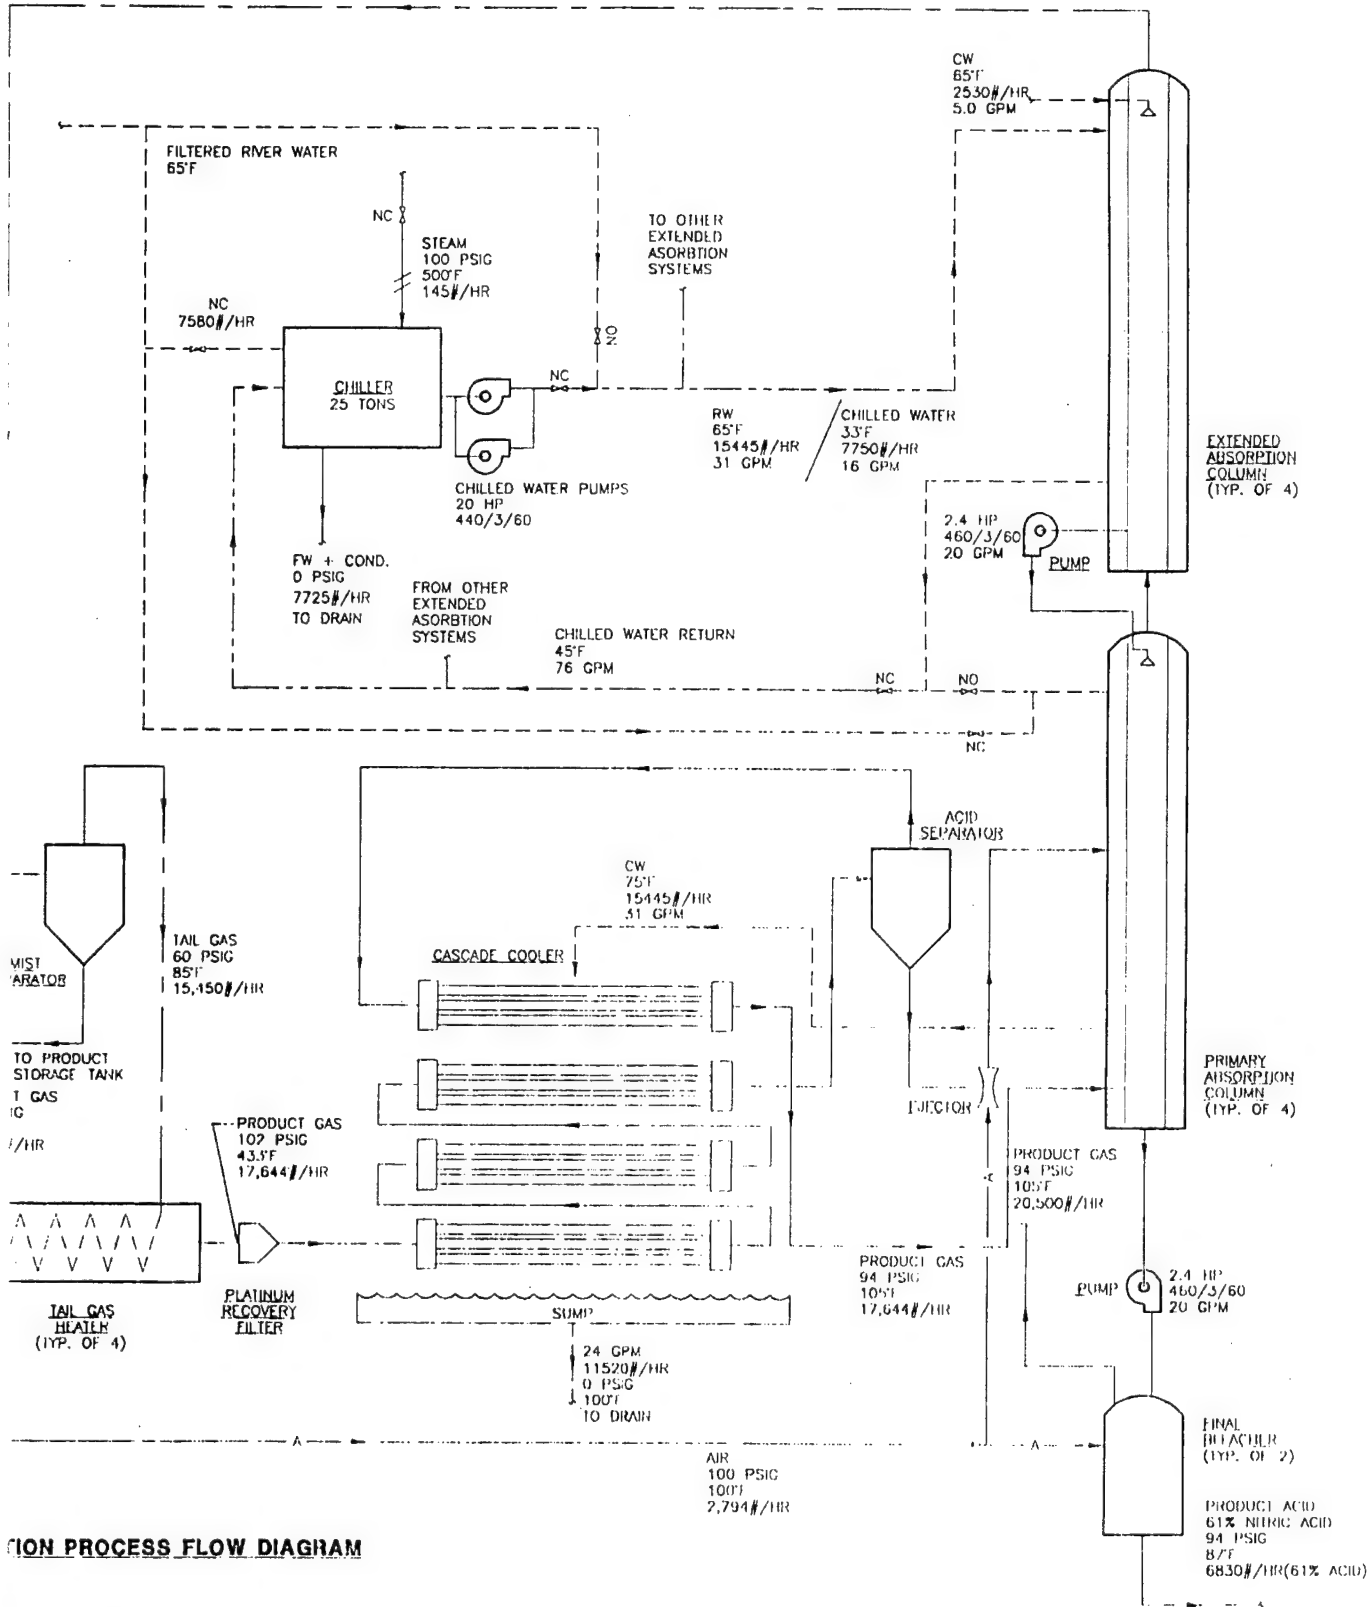 CW
65°F
2530#/HR
5.0 GPM
FILTERED RIVER WATER
65°F
NC
STEAM
100 PSIG
500°F
145#/HR
TO OTHER
EXTENDED
ASORBTION
SYSTEMS
NC
7580#/HR
NO
CHILLER
25 TONS
NC
RW
65°F
15445#/HR
31 GPM
CHILLED WATER
33°F
7750#/HR
16 GPM
EXTENDED
ABSORPTION
COLUMN
(TYP. OF 4)
CHILLED WATER PUMPS
20 HP
440/3/60
2.4 HP
460/3/60
20 GPM
PUMP
FW + COND.
0 PSIG
7725#/HR
TO DRAIN
FROM OTHER
EXTENDED
ASORBTION
SYSTEMS
CHILLED WATER RETURN
45°F
76 GPM
NC
NO
NC
ACID
SEPARATOR
CW
75°F
15445#/HR
31 GPM
CASCADE COOLER
TAIL GAS
60 PSIG
85°F
15,450#/HR
MIST
ARATOR
TO PRODUCT
STORAGE TANK
T GAS
IG
/HR
PRIMARY
ABSORPTION
COLUMN
(TYP. OF 4)
EJECTOR
PRODUCT GAS
102 PSIG
433°F
17,644#/HR
PRODUCT GAS
94 PSIG
105°F
20,500#/HR
A
PRODUCT GAS
94 PSIG
105°F
17,644#/HR
PUMP
2.4 HP
460/3/60
20 GPM
TAIL GAS
HEATER
(TYP. OF 4)
PLATINUM
RECOVERY
FILTER
SUMP
24 GPM
11520#/HR
0 PSIG
100°F
TO DRAIN
A
A
AIR
100 PSIG
100°F
2,794#/HR
FINAL
BLEACHER
(TYP. OF 2)
PRODUCT ACID
61% NITRIC ACID
94 PSIG
87°F
6830#/HR(61% ACID)
A
TION PROCESS FLOW DIAGRAM